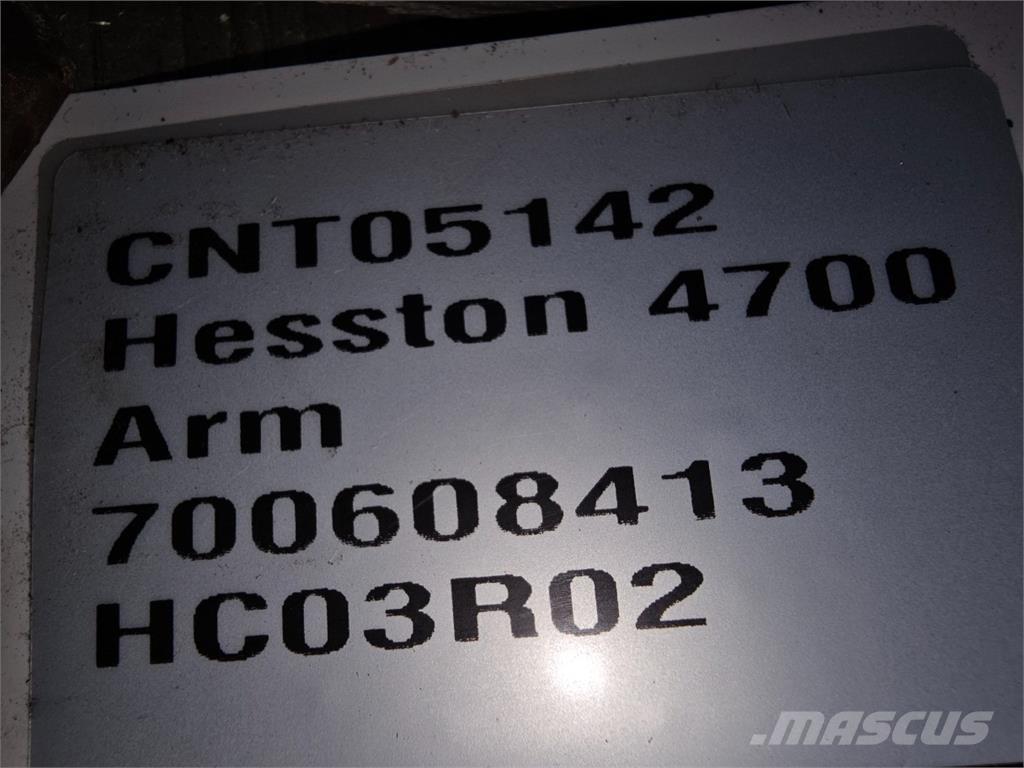 CNT05142
Hesston 4700
Arm
700608413
HC03R02
.MASCUS